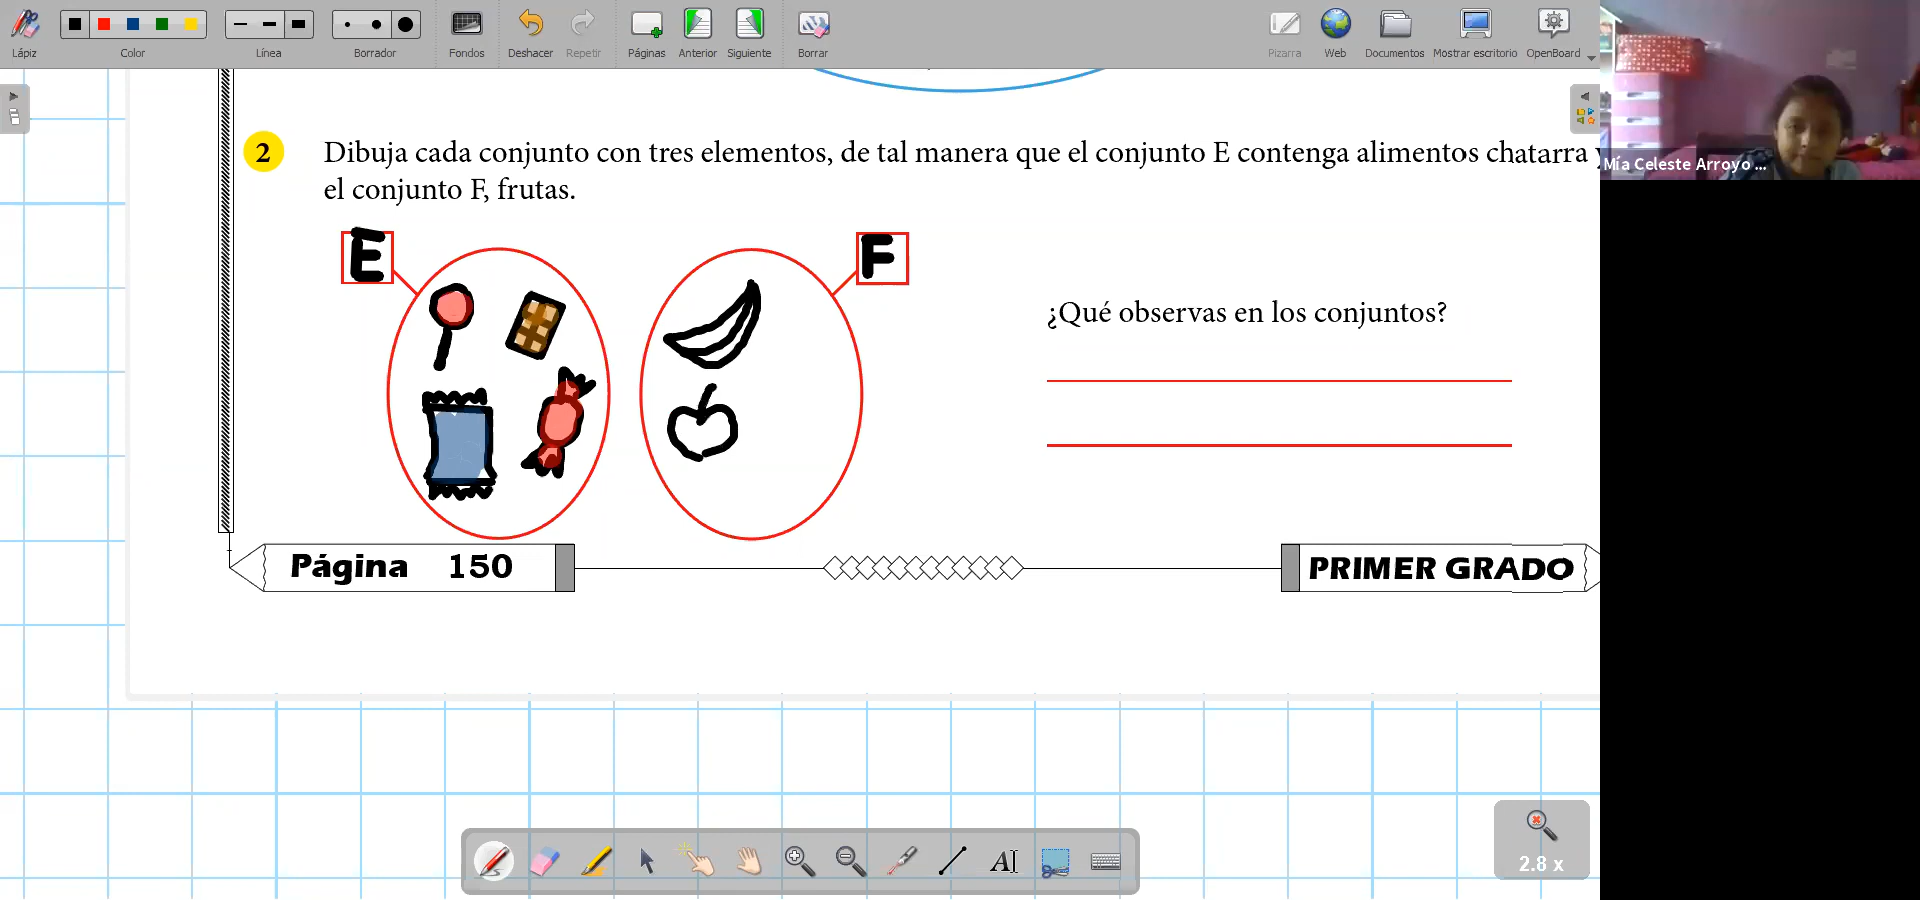 Lápiz
Color
Línea
Borrador
Fondos
Deshacer
Repetir
Páginas
Anterior
Siguiente
Borrar
Pizarra
Web
Documentos
Mostrar escritorio
OpenBoard
Mía Celeste Arroyo ...
2
Dibuja cada conjunto con tres elementos, de tal manera que el conjunto E contenga alimentos chatarra y
el conjunto F, frutas.
E
F
¿Qué observas en los conjuntos?
Página 150
PRIMER GRADO
AI
2.8 x